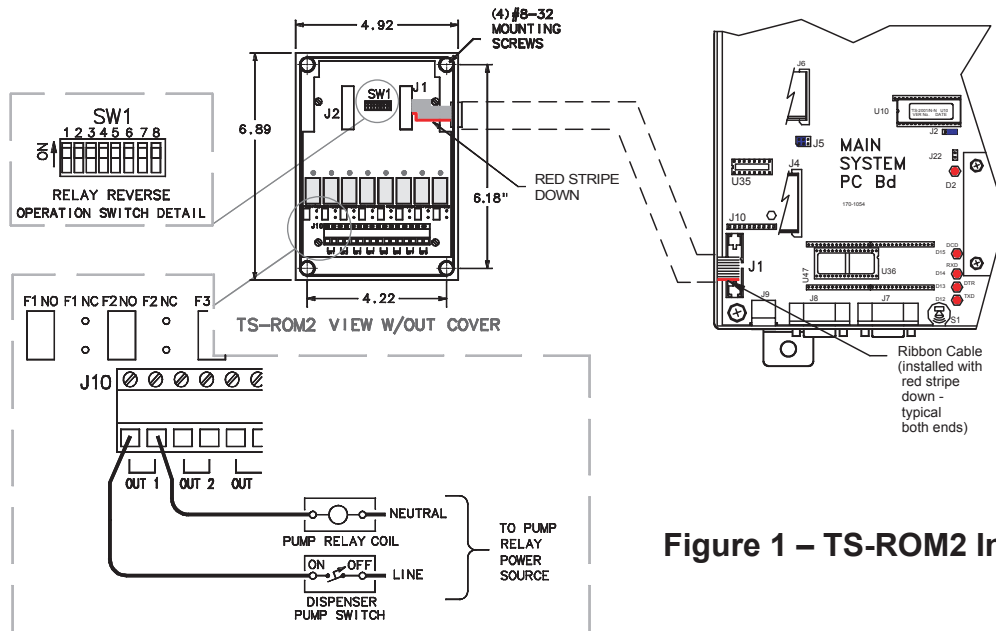 4.92
(4) #8-32
MOUNTING
SCREWS
SW1
J1
J2
6.89
6.18"
RED STRIPE
DOWN
J10
4.22
TS-ROM2 VIEW W/OUT COVER
SW1
1 2 3 4 5 6 7 8
ON
RELAY REVERSE
OPERATION SWITCH DETAIL
F1 NO F1 NC F2 NO F2 NC F3
J10
OUT 1 OUT 2 OUT
NEUTRAL
PUMP RELAY COIL
ON OFF
LINE
DISPENSER
PUMP SWITCH
TO PUMP
RELAY
POWER
SOURCE
J6
U10
J2
J5
MAIN
SYSTEM
PC Bd
170-1054
J22
D2
U35
J4
J10
J1
U47
U36
DCD
D15
RXD
D14
DTR
D13
TXD
D12
J9
J8
J7
S1
Ribbon Cable
(installed with
red stripe
down -
typical
both ends)
Figure 1 – TS-ROM2 In